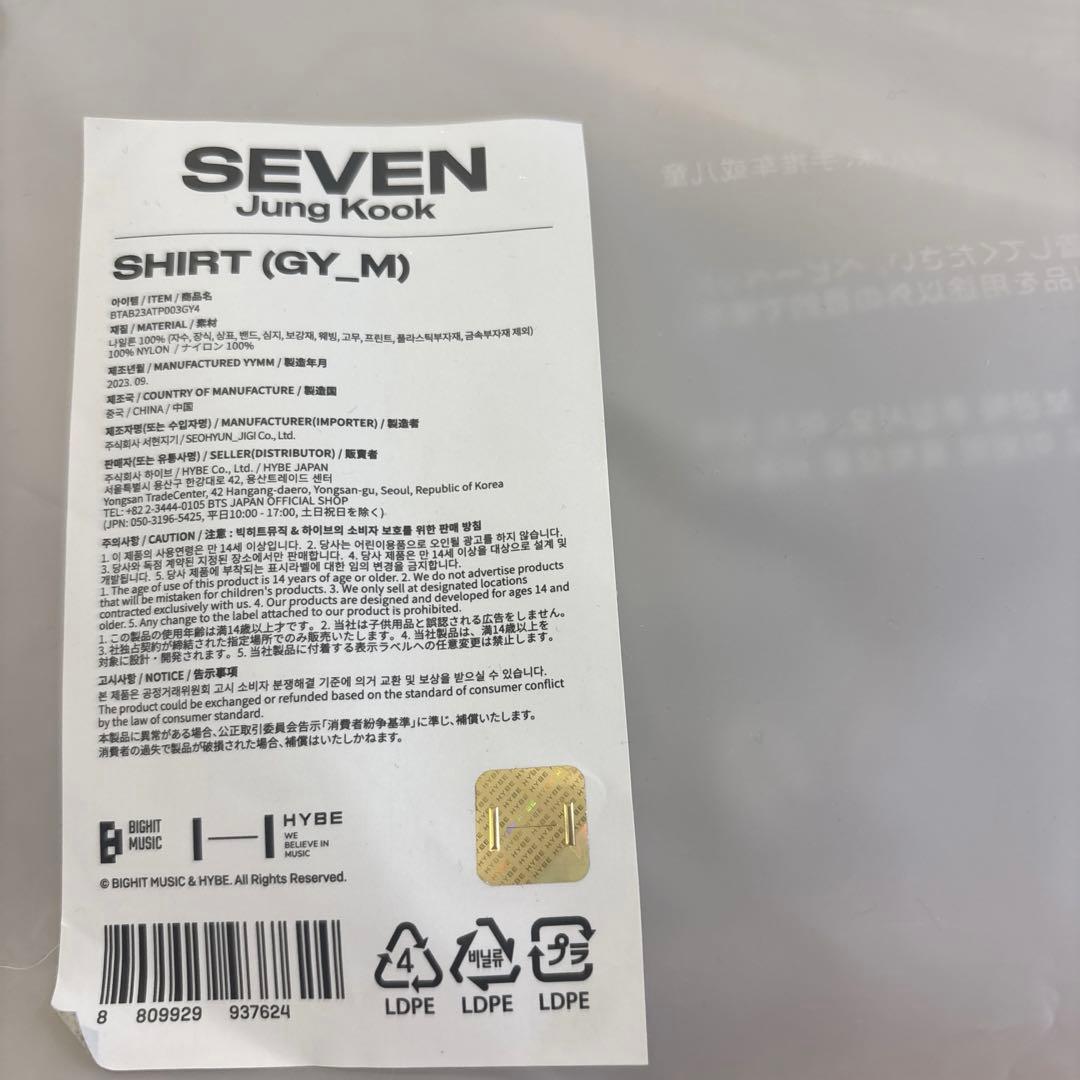 SEVEN
Jung Kook
SHIRT (GY_M)
아이템 / ITEM / 商品名
BTAB23ATP003GY4
재질 / MATERIAL / 素材
나일론 100% (자수, 장식, 상표, 밴드, 심지, 보강재, 웨빙, 고무, 프린트, 플라스틱부자재, 금속부자재 제외)
100% NYLON / ナイロン 100%
제조년월 / MANUFACTURED YYMM / 製造年月
2023. 09.
제조국 / COUNTRY OF MANUFACTURE / 製造国
중국 / CHINA / 中国
제조자명(또는 수입자명) / MANUFACTURER(IMPORTER) / 製造者
주식회사 서현지기 / SEOHYUN_JIGI Co., Ltd.
판매자(또는 유통사명) / SELLER(DISTRIBUTOR) / 販賣者
주식회사 하이브 / HYBE Co., Ltd. / HYBE JAPAN
서울특별시 용산구 한강대로 42, 용산트레이드 센터
Yongsan TradeCenter, 42 Hangang-daero, Yongsan-gu, Seoul, Republic of Korea
TEL: +82 2-3444-0105 BTS JAPAN OFFICIAL SHOP
(JPN: 050-3196-5425, 平日10:00 - 17:00, 土日祝日を除く)
주의사항 / CAUTION / 注意 : 빅히트뮤직 & 하이브의 소비자 보호를 위한 판매 방침
1. 이 제품의 사용연령은 만 14세 이상입니다. 2. 당사는 어린이용품으로 오인될 광고를 하지 않습니다.
3. 당사와 독점 계약된 지정된 장소에서만 판매합니다. 4. 당사 제품은 만 14세 이상을 대상으로 설계 및
개발됩니다. 5. 당사 제품에 부착되는 표시라벨에 대한 임의 변경을 금지합니다.
1. The age of use of this product is 14 years of age or older. 2. We do not advertise products
that will be mistaken for children's products. 3. We only sell at designated locations
contracted exclusively with us. 4. Our products are designed and developed for ages 14 and
older. 5. Any change to the label attached to our product is prohibited.
1. この製品の使用年齢は満14歳以上才です。2. 当社は子供用品と誤認される広告をしません。
3. 社独占契約が締結された指定場所でのみ販売いたします。4. 当社製品は、満14歳以上を
対象に設計・開発されます。5. 当社製品に付着する表示ラベルへの任意変更は禁止します。
고시사항 / NOTICE / 告示事項
본 제품은 공정거래위원회 고시 소비자 분쟁해결 기준에 의거 교환 및 보상을 받으실 수 있습니다.
The product could be exchanged or refunded based on the standard of consumer conflict
by the law of consumer standard.
本製品に異常がある場合、公正取引委員会告示「消費者紛争基準」に準じ、補償いたします。
消費者の過失で製品が破損された場合、補償はいたしかねます。
BIGHIT
MUSIC
HYBE
WE
BELIEVE IN
MUSIC
© BIGHIT MUSIC & HYBE. All Rights Reserved.
8 809929 937624
4
LDPE
비닐류
LDPE
プラ
LDPE